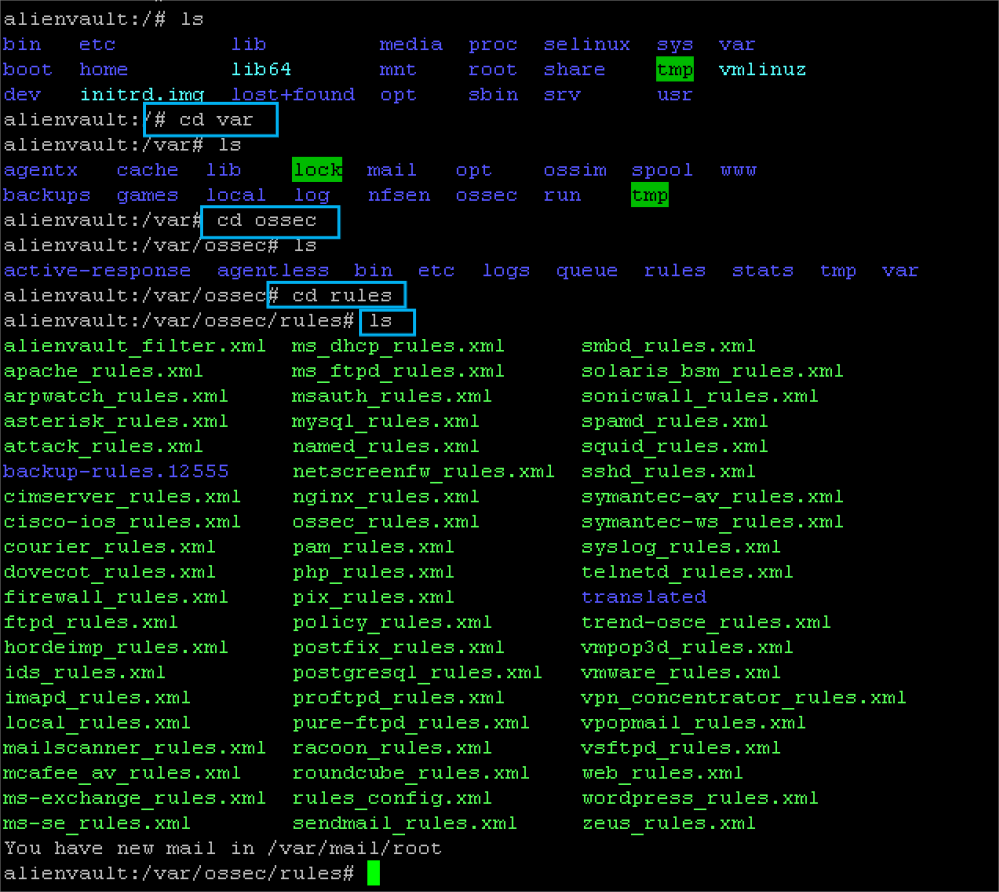 alienvault:/# ls
bin   etc         lib         media  proc  selinux  sys  var
boot  home        lib64       mnt    root  share    tmp  vmlinuz
dev   initrd.img  lost+found  opt    sbin  srv      usr
alienvault:/# cd var
alienvault:/var# ls
agentx   cache  lib    lock  mail   opt    ossim  spool  www
backups  games  local  log   nfsen  ossec  run    tmp
alienvault:/var# cd ossec
alienvault:/var/ossec# ls
active-response  agentless  bin  etc  logs  queue  rules  stats  tmp  var
alienvault:/var/ossec# cd rules
alienvault:/var/ossec/rules# ls
alienvault_filter.xml  ms_dhcp_rules.xml      smbd_rules.xml
apache_rules.xml       ms_ftpd_rules.xml      solaris_bsm_rules.xml
arpwatch_rules.xml     msauth_rules.xml       sonicwall_rules.xml
asterisk_rules.xml     mysql_rules.xml        spamd_rules.xml
attack_rules.xml       named_rules.xml        squid_rules.xml
backup-rules.12555     netscreenfw_rules.xml  sshd_rules.xml
cimserver_rules.xml    nginx_rules.xml        symantec-av_rules.xml
cisco-ios_rules.xml    ossec_rules.xml        symantec-ws_rules.xml
courier_rules.xml      pam_rules.xml          syslog_rules.xml
dovecot_rules.xml      php_rules.xml          telnetd_rules.xml
firewall_rules.xml     pix_rules.xml          translated
ftpd_rules.xml         policy_rules.xml       trend-osce_rules.xml
hordeimp_rules.xml     postfix_rules.xml      vmpop3d_rules.xml
ids_rules.xml          postgresql_rules.xml   vmware_rules.xml
imapd_rules.xml        proftpd_rules.xml      vpn_concentrator_rules.xml
local_rules.xml        pure-ftpd_rules.xml    vpopmail_rules.xml
mailscanner_rules.xml  racoon_rules.xml       vsftpd_rules.xml
mcafee_av_rules.xml    roundcube_rules.xml    web_rules.xml
ms-exchange_rules.xml  rules_config.xml       wordpress_rules.xml
ms-se_rules.xml        sendmail_rules.xml     zeus_rules.xml
You have new mail in /var/mail/root
alienvault:/var/ossec/rules#